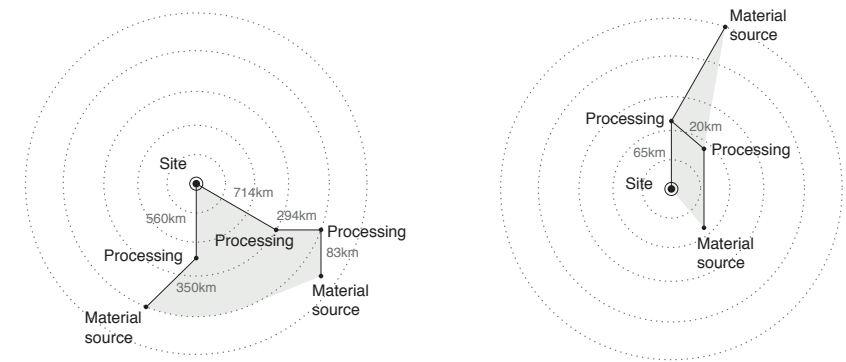 Site
714km
560km
294km
Processing
Processing
83km
Processing
350km
Material
source
Material
source
Material
source
Processing
20km
65km
Processing
Site
Material
source